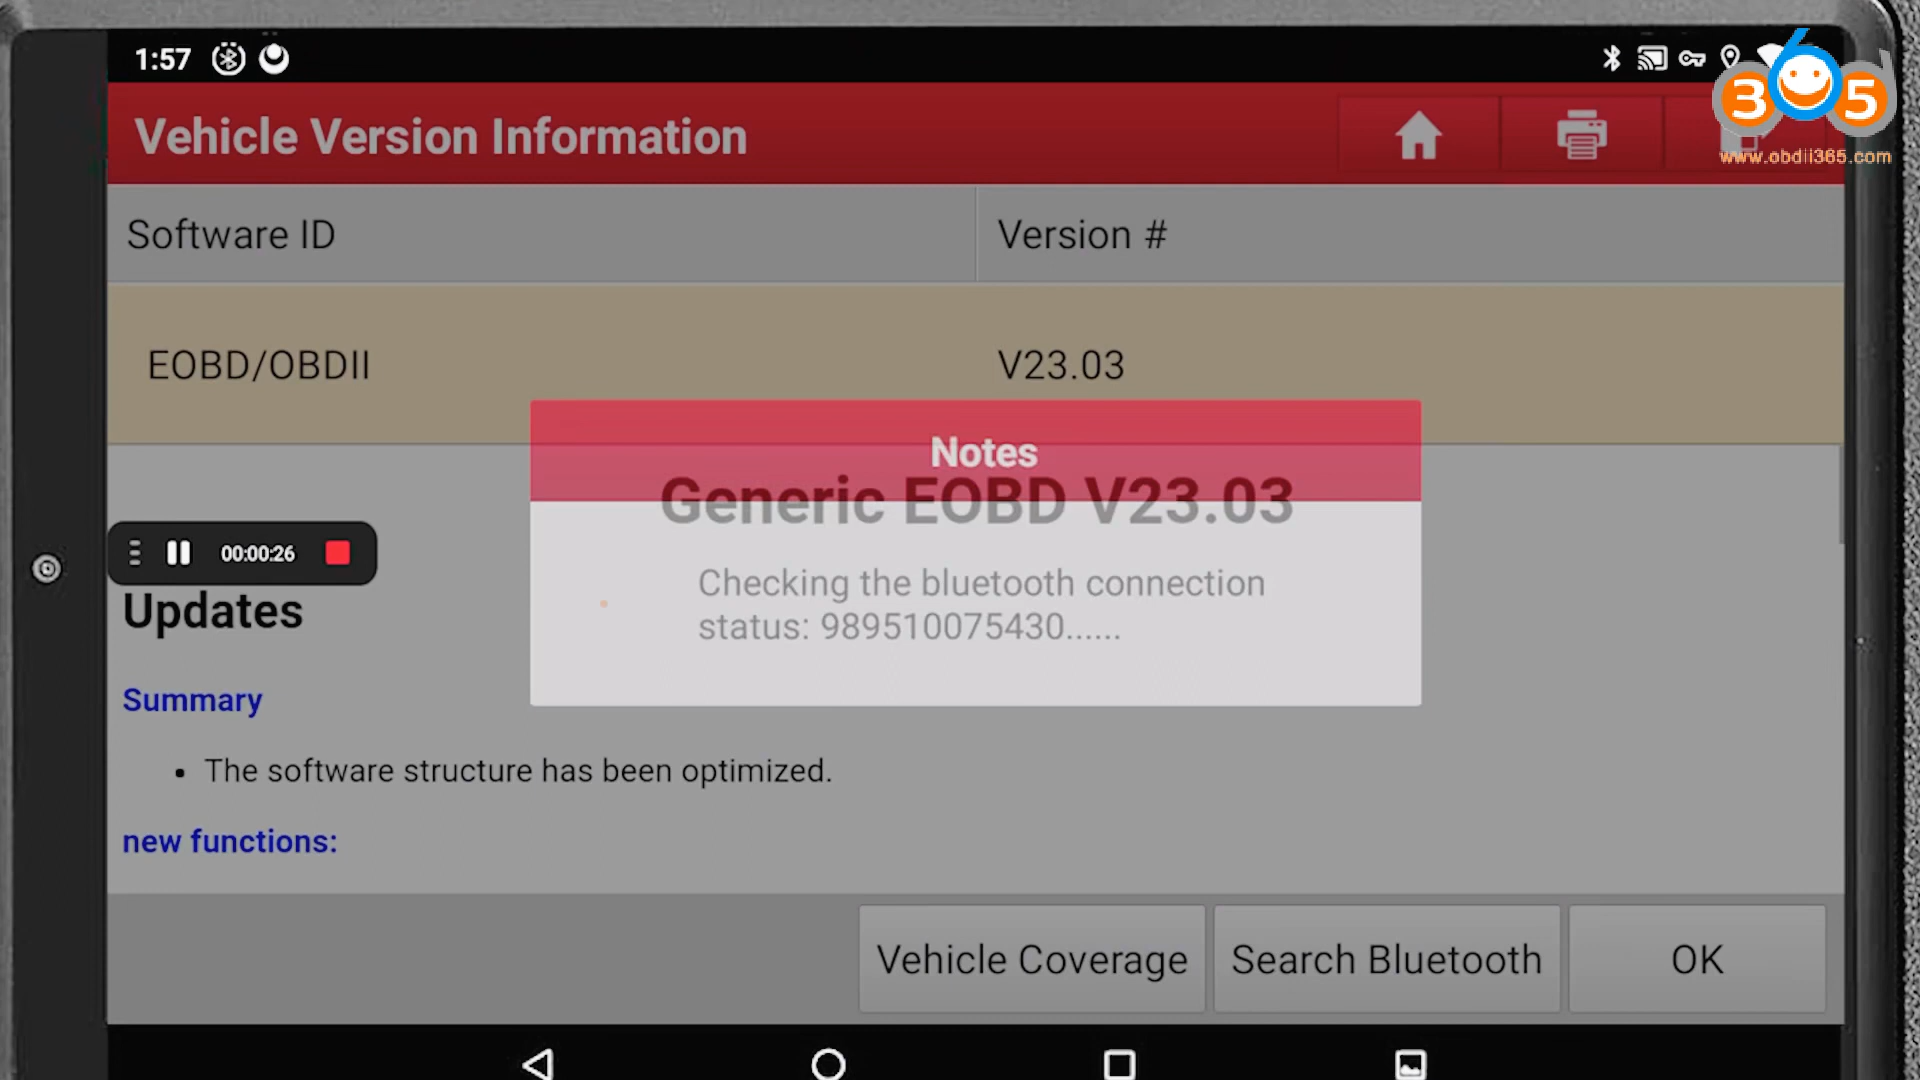 1:57
365
www.obdii365.com
Vehicle Version Information
Software ID
Version #
EOBD/OBDII
V23.03
Notes
Generic EOBD V23.03
Checking the bluetooth connection
status: 989510075430......
00:00:26
Updates
Summary
• The software structure has been optimized.
new functions:
Vehicle Coverage
Search Bluetooth
OK